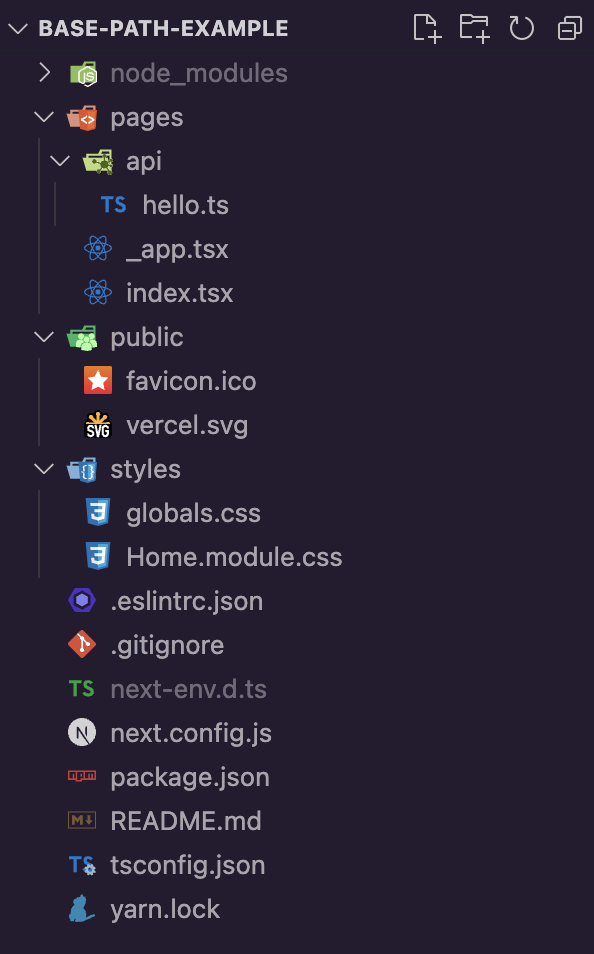 BASE-PATH-EXAMPLE
node_modules
pages
api
TS hello.ts
_app.tsx
index.tsx
public
favicon.ico
SVG vercel.svg
styles
globals.css
Home.module.css
.eslintrc.json
.gitignore
TS next-env.d.ts
N next.config.js
npm package.json
M README.md
TS tsconfig.json
yarn.lock